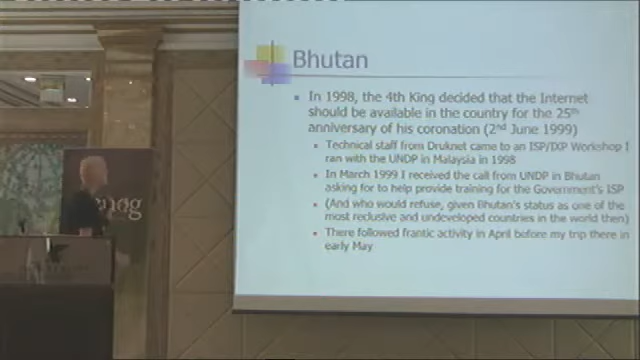 Bhutan
In 1998, the 4th King decided that the Internet
should be available in the country for the 25th
anniversary of his coronation (2nd June 1999)
Technical staff from Druknet came to an ISP/IXP Workshop I
ran with the UNDP in Malaysia in 1998
In March 1999 I received the call from UNDP in Bhutan
asking for to help provide training for the Government's ISP
(And who would refuse, given Bhutan's status as one of the
most reclusive and undeveloped countries in the world then)
There followed frantic activity in April before my trip there in
early May